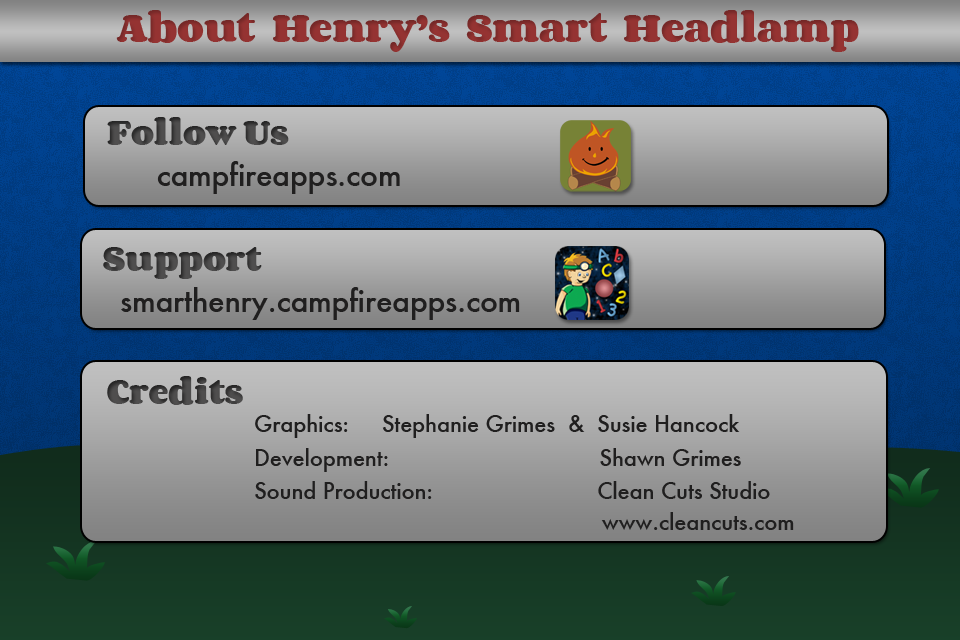 About Henry's Smart Headlamp
Follow Us
campfireapps.com
Support
smarthenry.campfireapps.com
A b
C
2
1 3
Credits
Graphics: Stephanie Grimes & Susie Hancock
Development: Shawn Grimes
Sound Production: Clean Cuts Studio
www.cleancuts.com